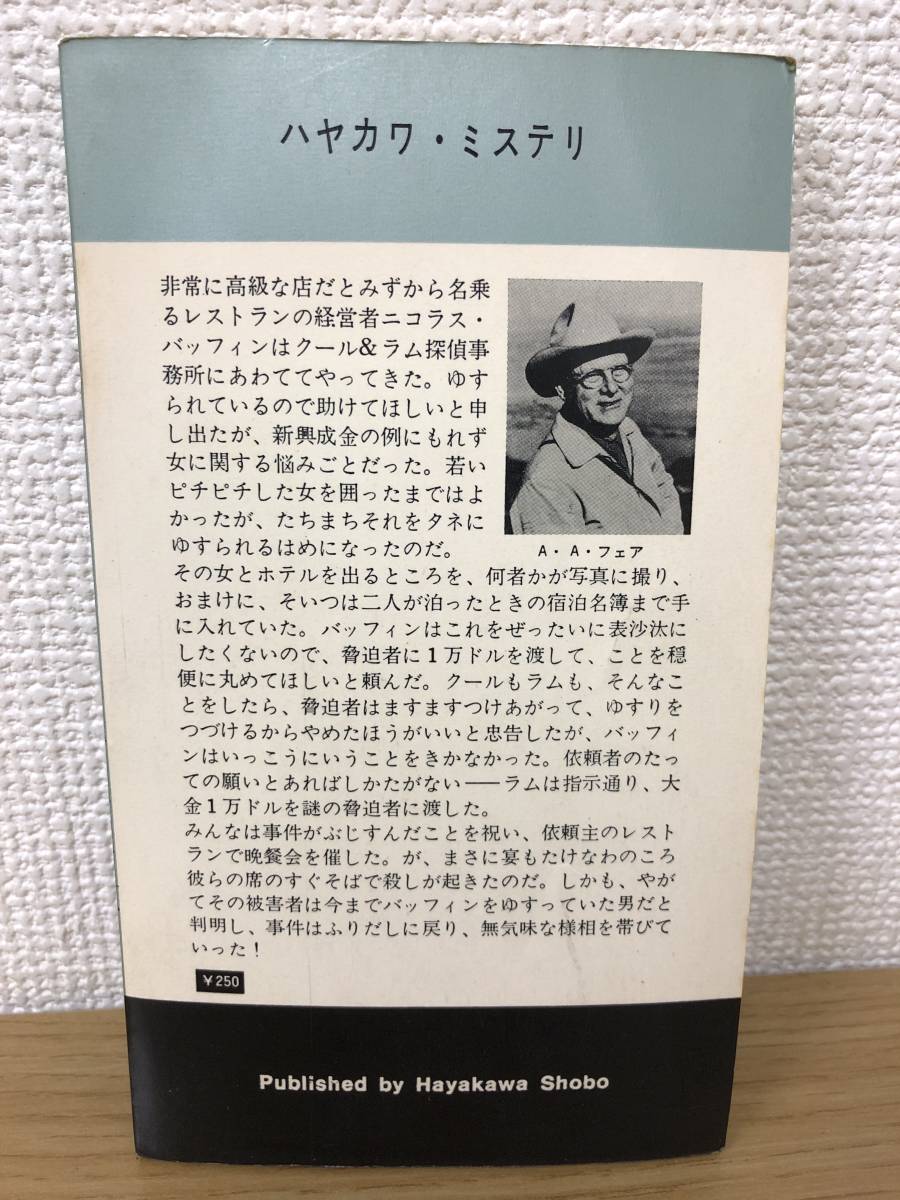 ハヤカワ・ミステリ
非常に高級な店だとみずから名乗
るレストランの経営者ニコラス・
バッフィンはクール&ラム探偵事
務所にあわててやってきた。ゆす
られているので助けてほしいと申
し出たが、新興成金の例にもれず
女に関する悩みごとだった。若い
ピチピチした女を囲ったまではよ
かったが、たちまちそれをタネに
ゆすられるはめになったのだ。
A・A・フェア
その女とホテルを出るところを、何者かが写真に撮り、
おまけに、そいつは二人が泊ったときの宿泊名簿まで手
に入れていた。バッフィンはこれをぜったいに表沙汰に
したくないので、脅迫者に1万ドルを渡して、ことを穏
便に丸めてほしいと頼んだ。クールもラムも、そんなこ
とをしたら、脅迫者はますますつけあがって、ゆすりを
つづけるからやめたほうがいいと忠告したが、バッフィ
ンはいっこうにいうことをきかなかった。依頼者のたっ
ての願いとあればしかたがない——ラムは指示通り、大
金1万ドルを謎の脅迫者に渡した。
みんなは事件がぶじすんだことを祝い、依頼主のレスト
ランで晩餐会を催した。が、まさに宴もたけなわのころ
彼らの席のすぐそばで殺しが起きたのだ。しかも、やが
てその被害者は今までバッフィンをゆすっていた男だと
判明し、事件はふりだしに戻り、無気味な様相を帯びて
いった!
¥250
Published by Hayakawa Shobo